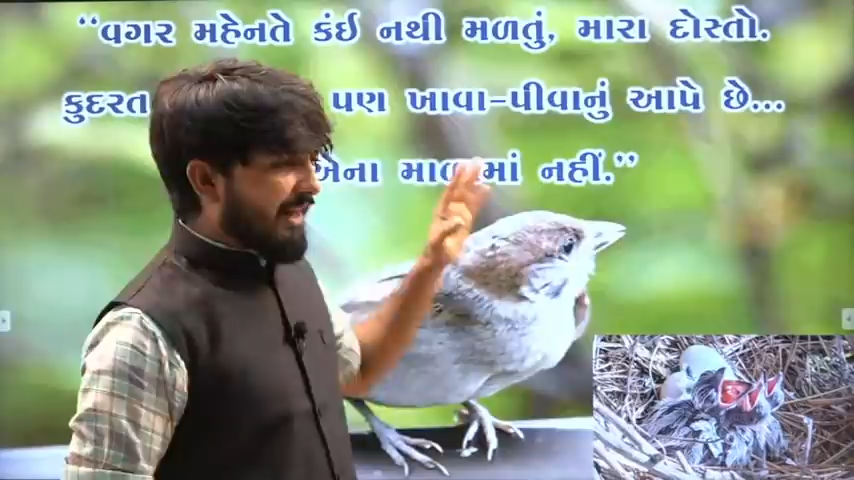 “વગર મહેનતે કંઈ નથી મળતું, મારા દોસ્તો.
કુદરત પણ ખાવા-પીવાનું આપે છે...
એના માળામાં નહીં.”